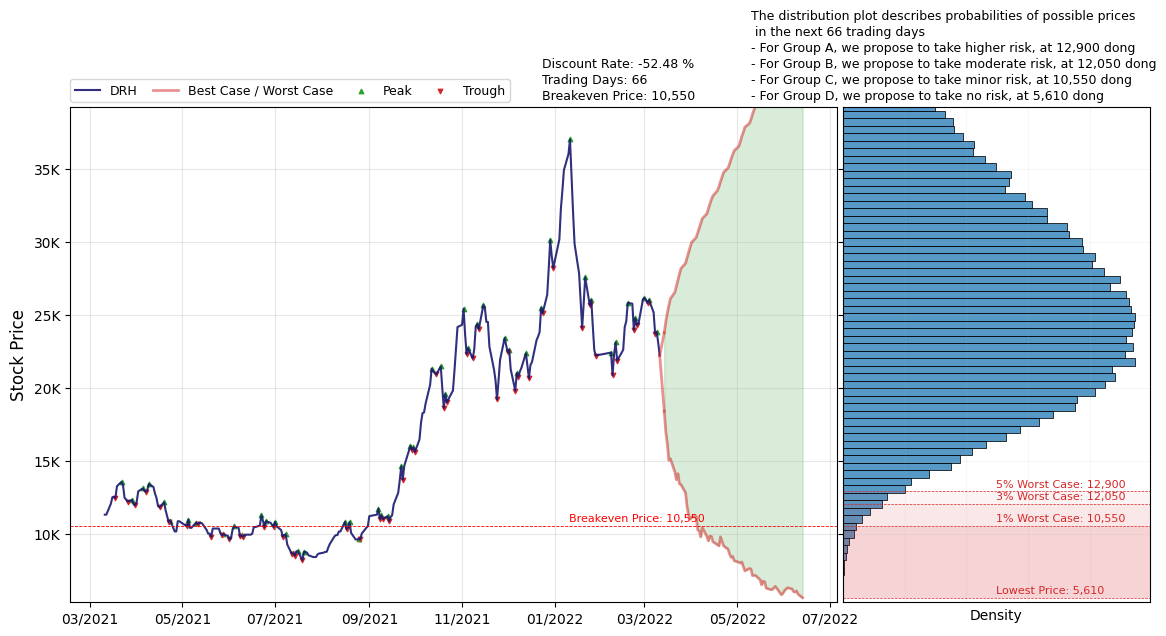 The distribution plot describes probabilities of possible prices
in the next 66 trading days
- For Group A, we propose to take higher risk, at 12,900 dong
- For Group B, we propose to take moderate risk, at 12,050 dong
- For Group C, we propose to take minor risk, at 10,550 dong
- For Group D, we propose to take no risk, at 5,610 dong
Discount Rate: -52.48 %
Trading Days: 66
Breakeven Price: 10,550
DRH
Best Case / Worst Case
Peak
Trough
Stock Price
35K
30K
25K
20K
15K
10K
Breakeven Price: 10,550
5% Worst Case: 12,900
3% Worst Case: 12,050
1% Worst Case: 10,550
Lowest Price: 5,610
03/2021
05/2021
07/2021
09/2021
11/2021
01/2022
03/2022
05/2022
07/2022
Density